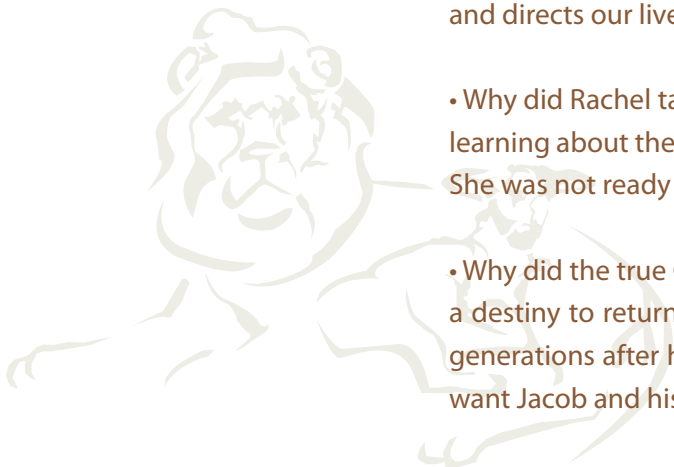 and directs our live
• Why did Rachel ta
learning about the
She was not ready
• Why did the true
a destiny to return
generations after h
want Jacob and his